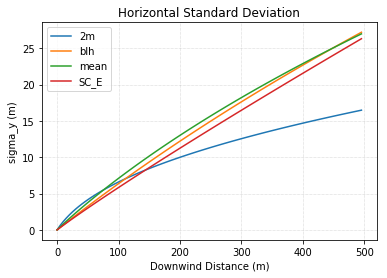 Horizontal Standard Deviation
2m
blh
mean
SC_E
sigma_y (m)
25
20
15
10
5
0
0 100 200 300 400 500
Downwind Distance (m)